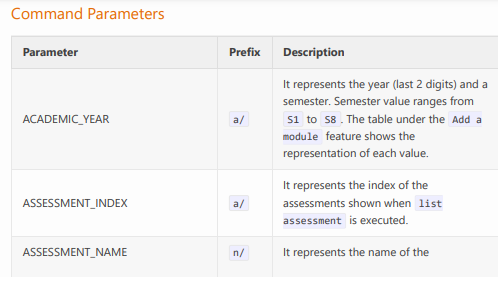 Command Parameters
Parameter Prefix Description
It represents the year (last 2 digits) and a
semester. Semester value ranges from
ACADEMIC_YEAR a/ S1 to S8 . The table under the Add a
module feature shows the
representation of each value.
It represents the index of the
ASSESSMENT_INDEX a/ assessments shown when list
assessment is executed.
ASSESSMENT_NAME n/ It represents the name of the